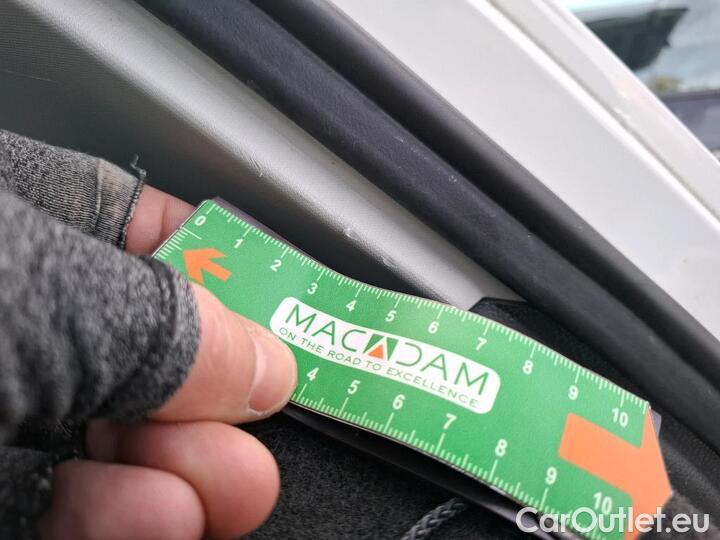 0 1 2 3 4 5 6 7 8 9 10
MACADAM
ON THE ROAD TO EXCELLENCE
4 5 6 7 8 9 10
CarOutlet.eu